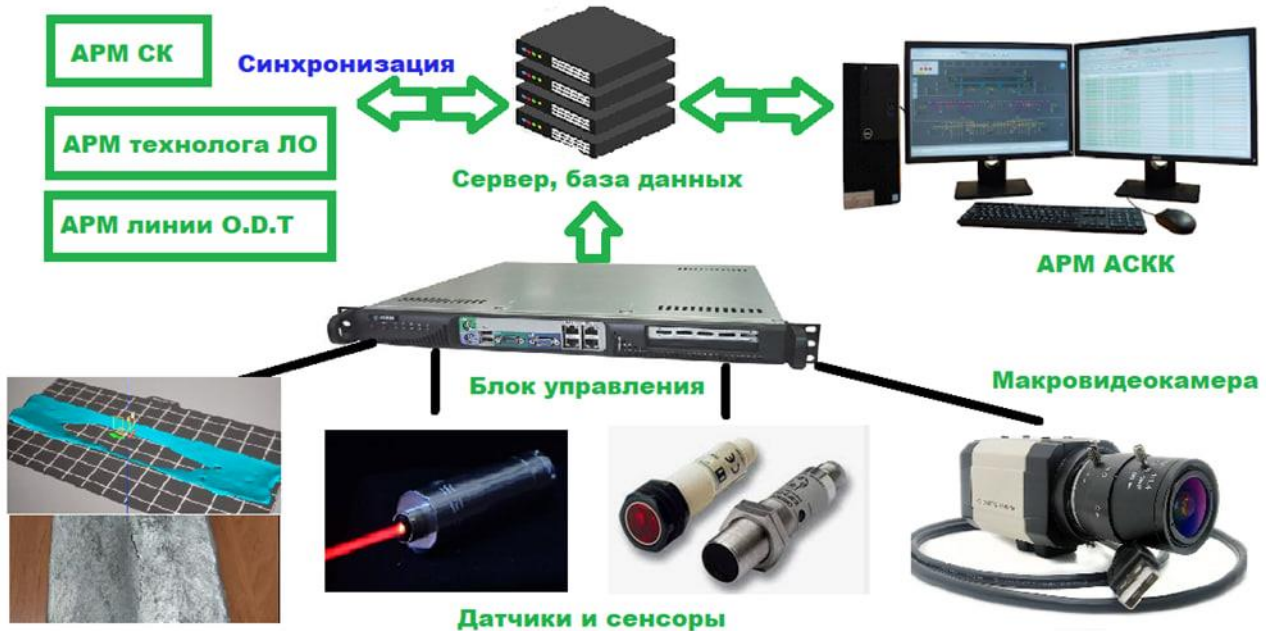 АРМ СК
Синхронизация
АРМ технолога ЛО
АРМ линии O.D.T
Сервер, база данных
АРМ АСКК
Блок управления
Макровидеокамера
Датчики и сенсоры